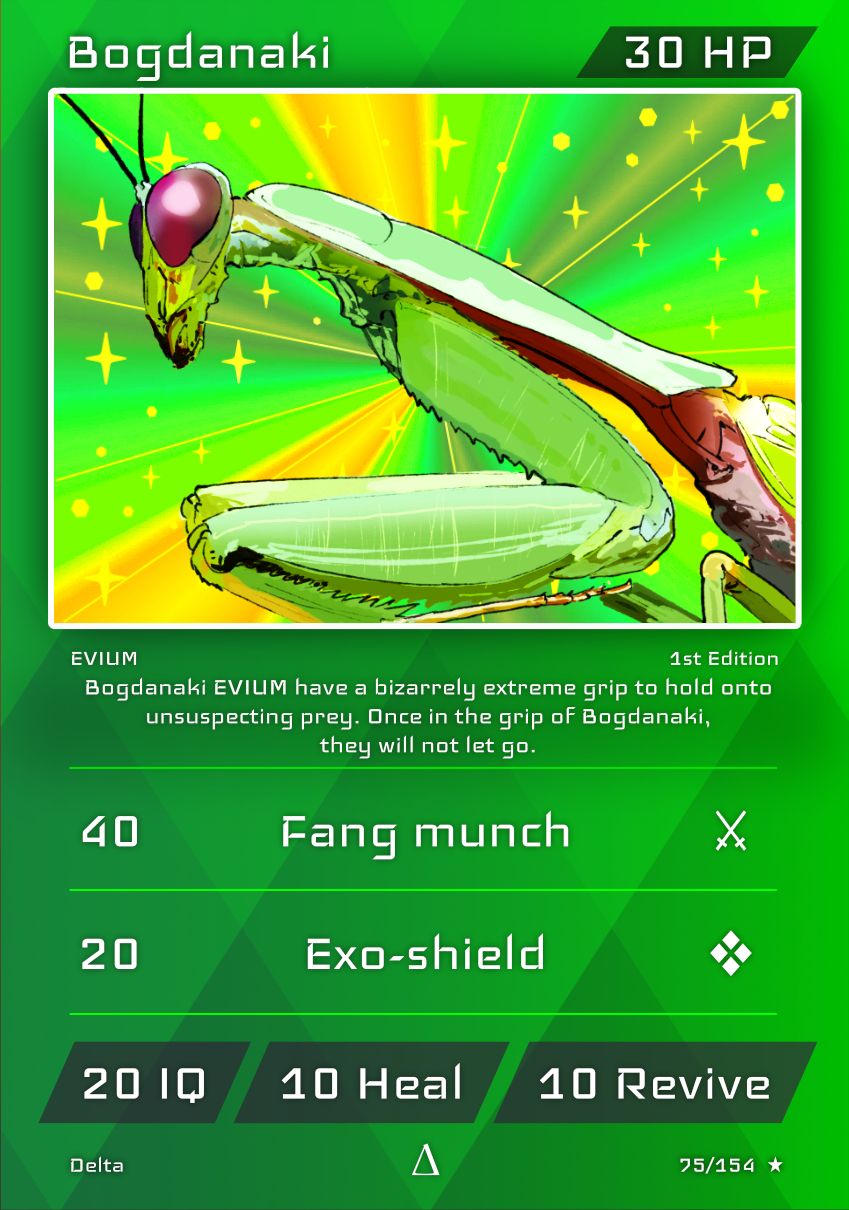 Bogdanaki
30 HP
EVIUM
1st Edition
Bogdanaki EVIUM have a bizarrely extreme grip to hold onto
unsuspecting prey. Once in the grip of Bogdanaki,
they will not let go.
40 Fang munch
20 Exo-shield
20 IQ
10 Heal
10 Revive
Delta
Δ
75/154 ★